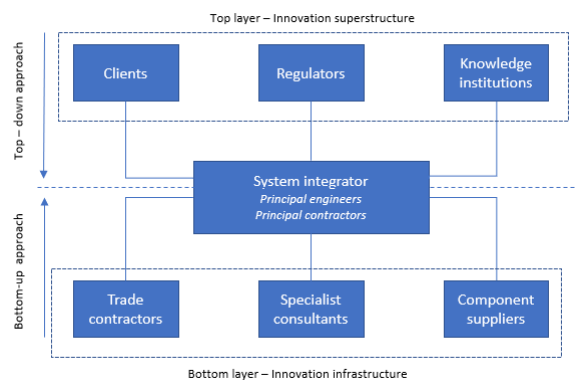 Top layer – Innovation superstructure
Clients
Regulators
Knowledge
institutions
Top – down approach
System integrator
Principal engineers
Principal contractors
Bottom-up approach
Trade
contractors
Specialist
consultants
Component
suppliers
Bottom layer – Innovation infrastructure